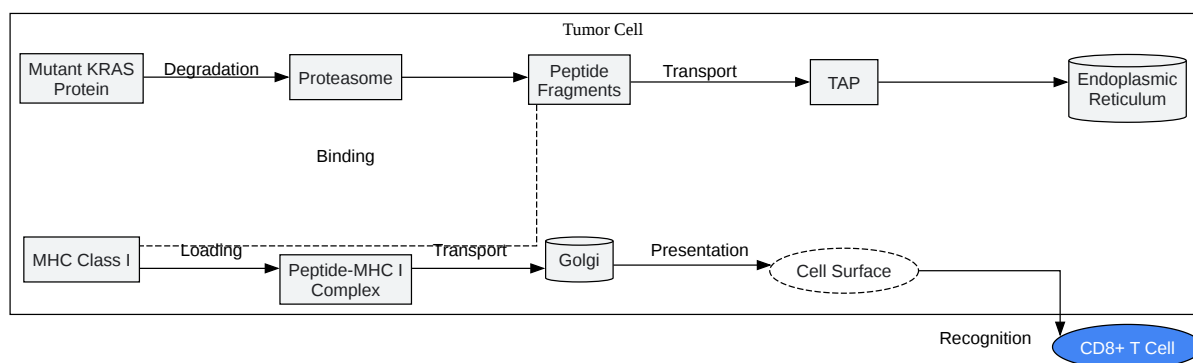 Tumor Cell
Mutant KRAS
Protein
Degradation
Proteasome
Peptide
Fragments
Transport
TAP
Endoplasmic
Reticulum
Binding
MHC Class I
Loading
Peptide-MHC I
Complex
Transport
Golgi
Presentation
Cell Surface
Recognition
CD8+ T Cell